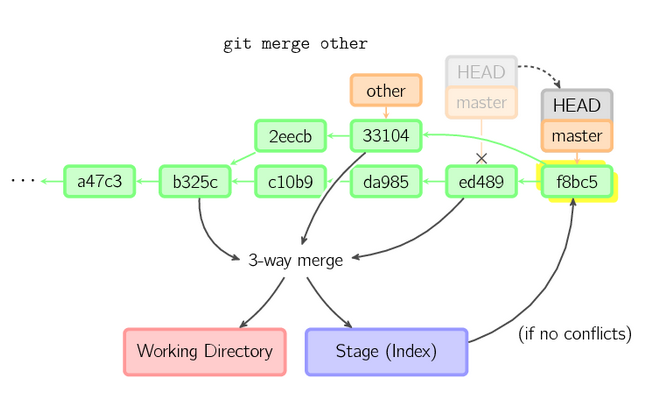 git merge other
HEAD
master
other
HEAD
master
2eecb
33104
...
a47c3
b325c
c10b9
da985
ed489
f8bc5
3-way merge
(if no conflicts)
Working Directory
Stage (Index)